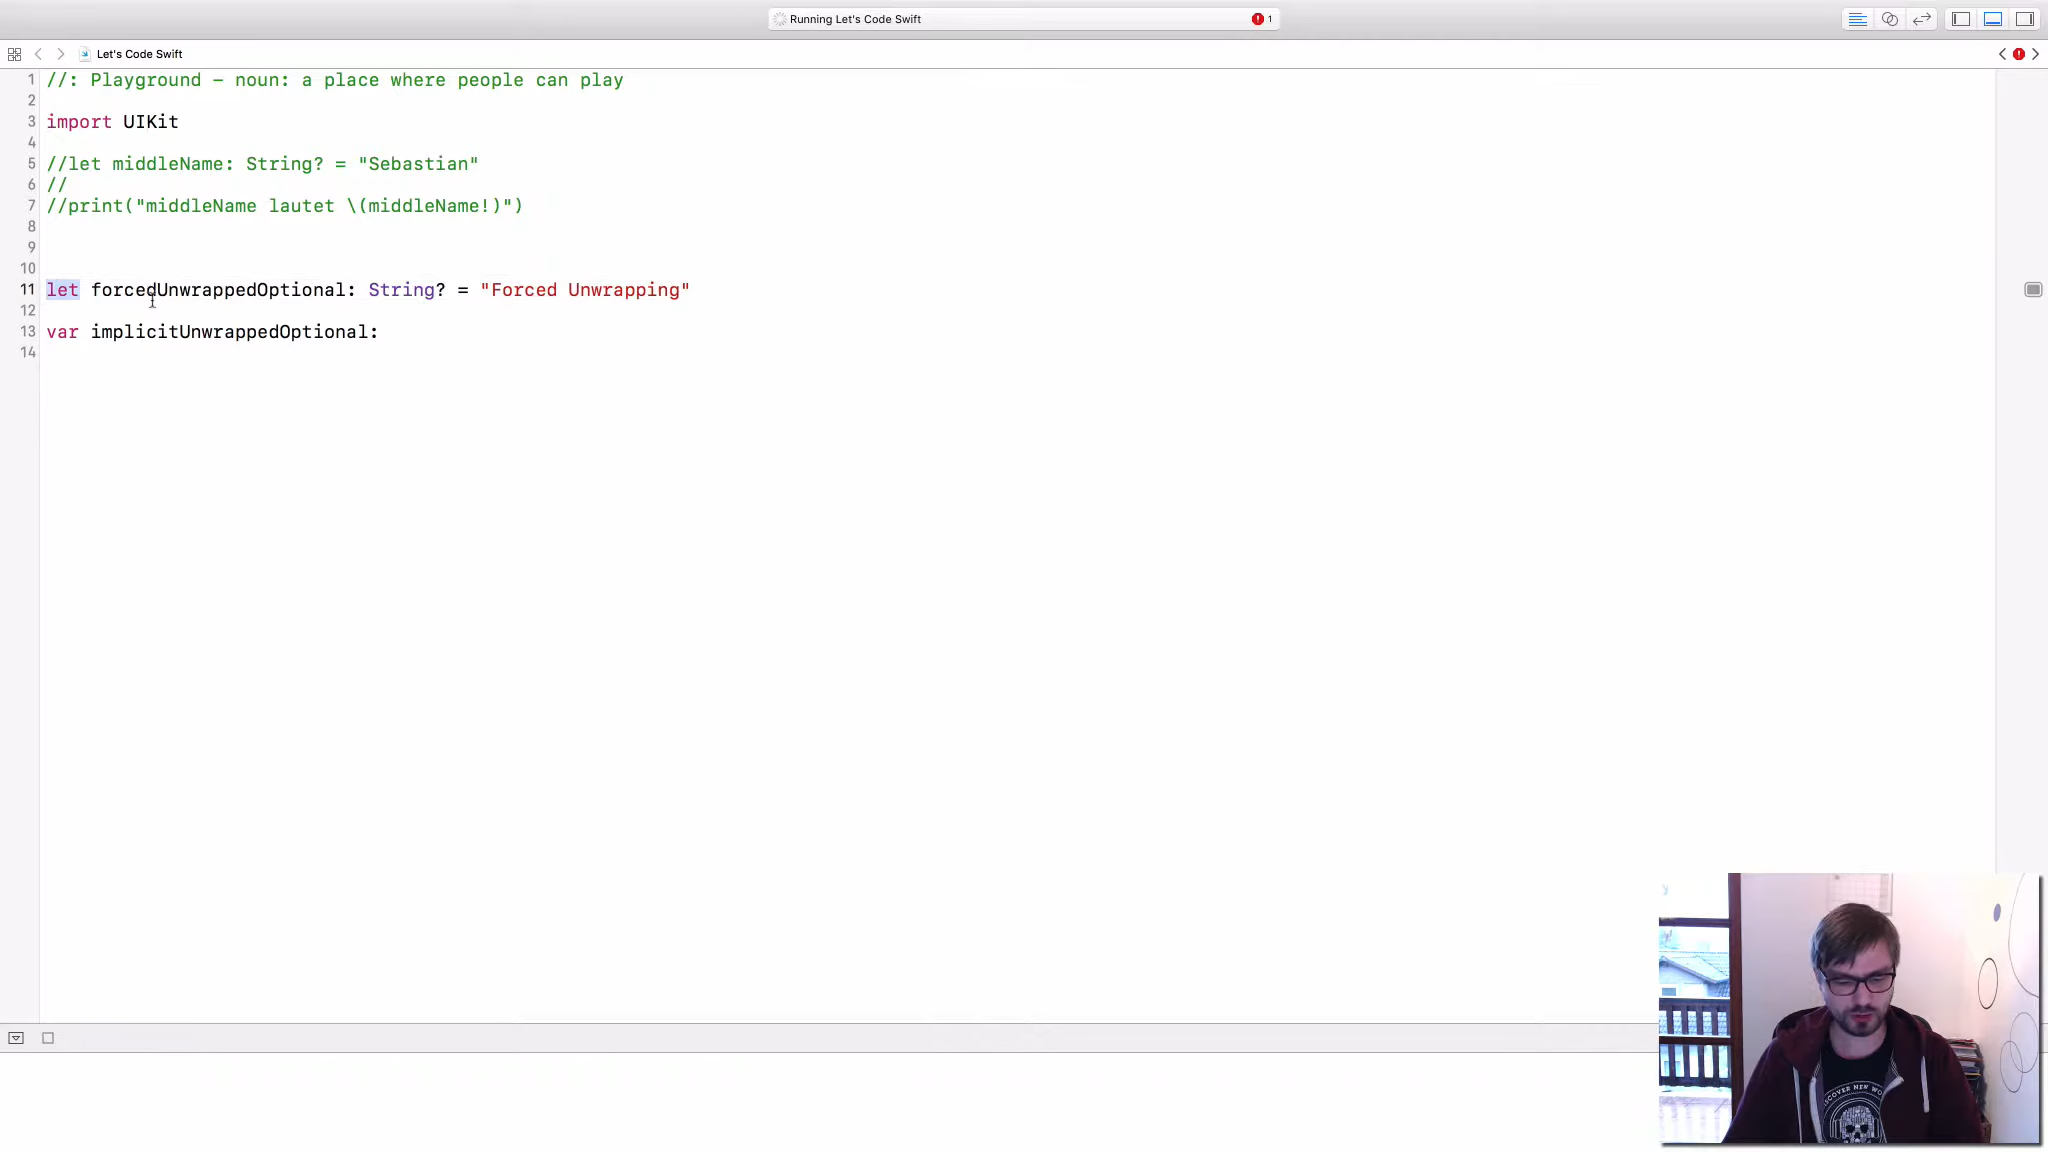 Running Let's Code Swift
1
Let's Code Swift
1 //: Playground – noun: a place where people can play
2
3 import UIKit
4
5 //let middleName: String? = "Sebastian"
6 //
7 //print("middleName lautet \(middleName!)")
8
9
10
11 let forcedUnwrappedOptional: String? = "Forced Unwrapping"
12
13 var implicitUnwrappedOptional:
14